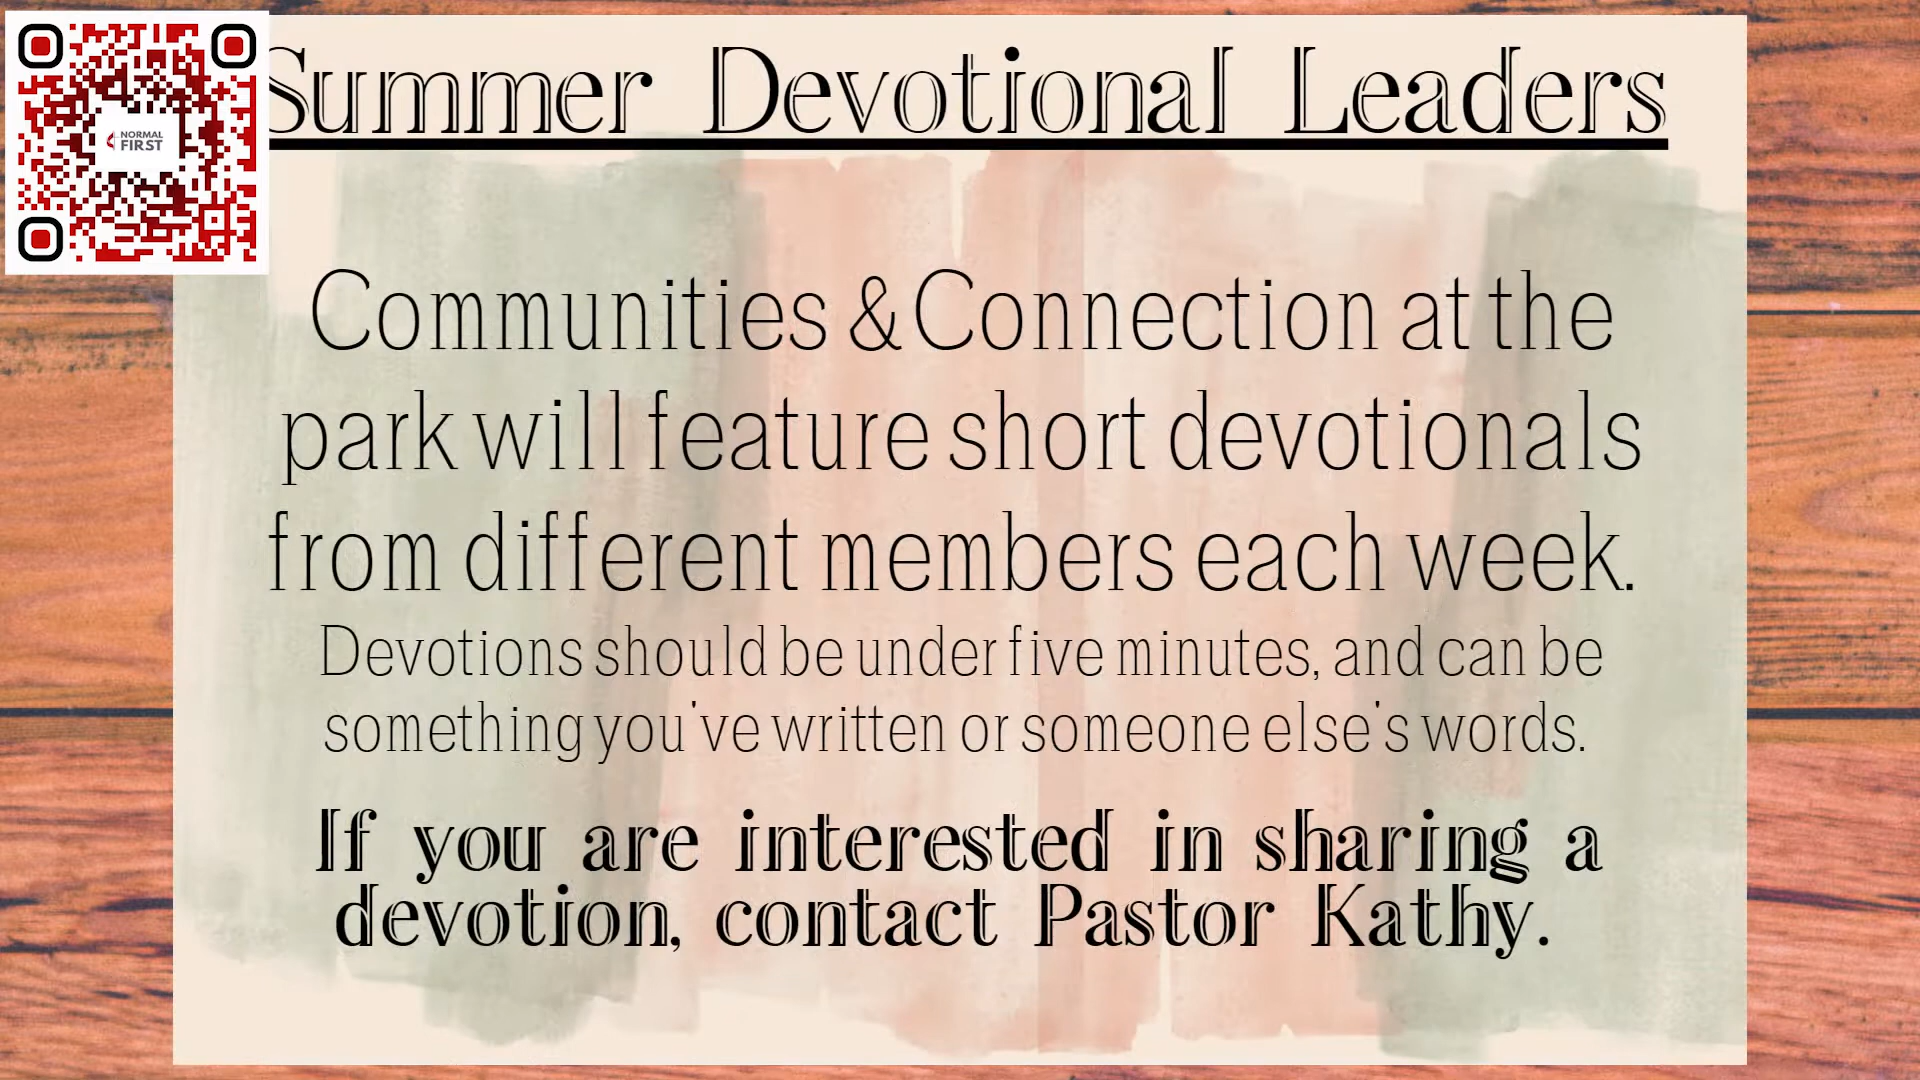 NORMAL
FIRST
Summer Devotional Leaders
Communities & Connection at the
park will feature short devotionals
from different members each week.
Devotions should be under five minutes, and can be
something you've written or someone else's words.
If you are interested in sharing a
devotion, contact Pastor Kathy.